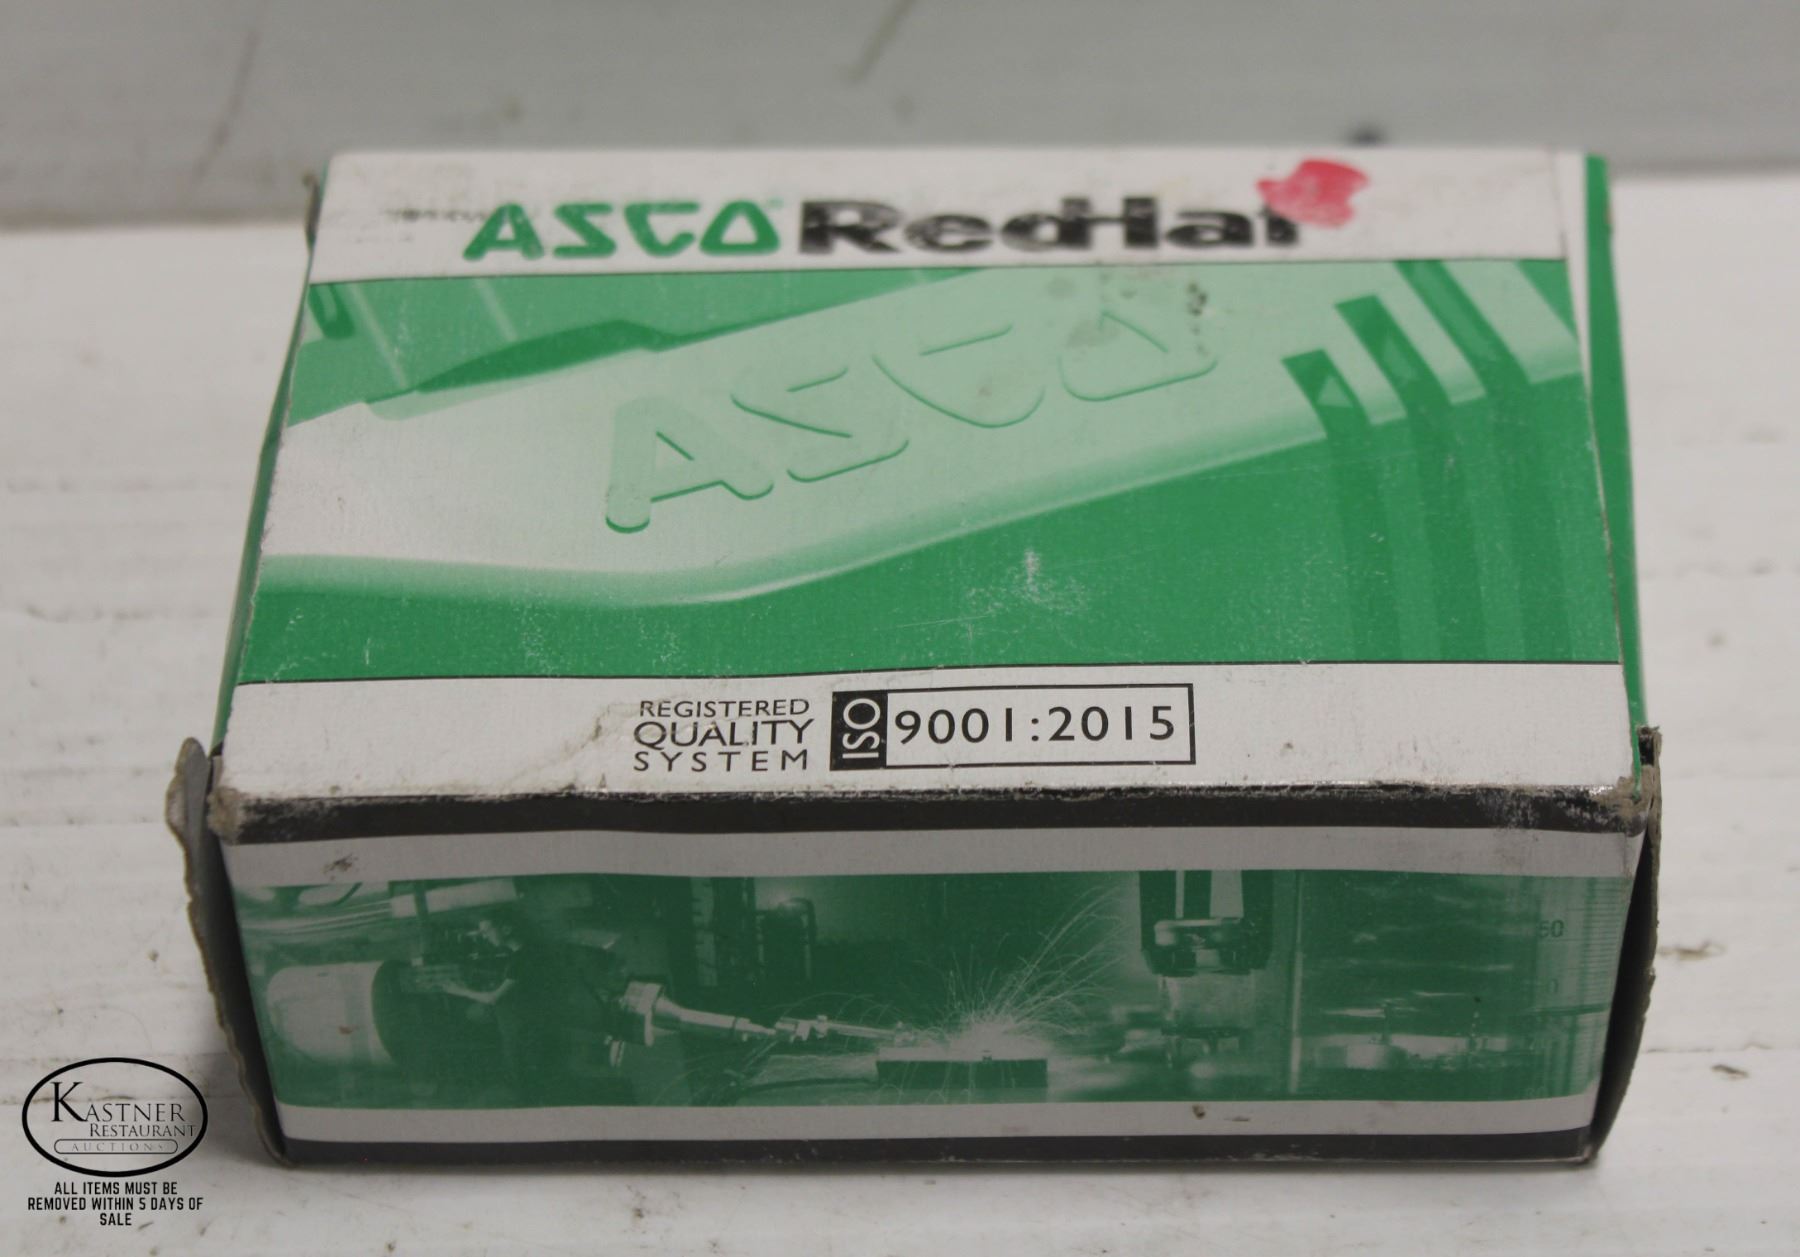 ASCO® RedHat
ASCO
REGISTERED
QUALITY
SYSTEM
ISO 9001:2015
50
KASTNER
RESTAURANT
AUCTIONS
ALL ITEMS MUST BE
REMOVED WITHIN 5 DAYS OF
SALE